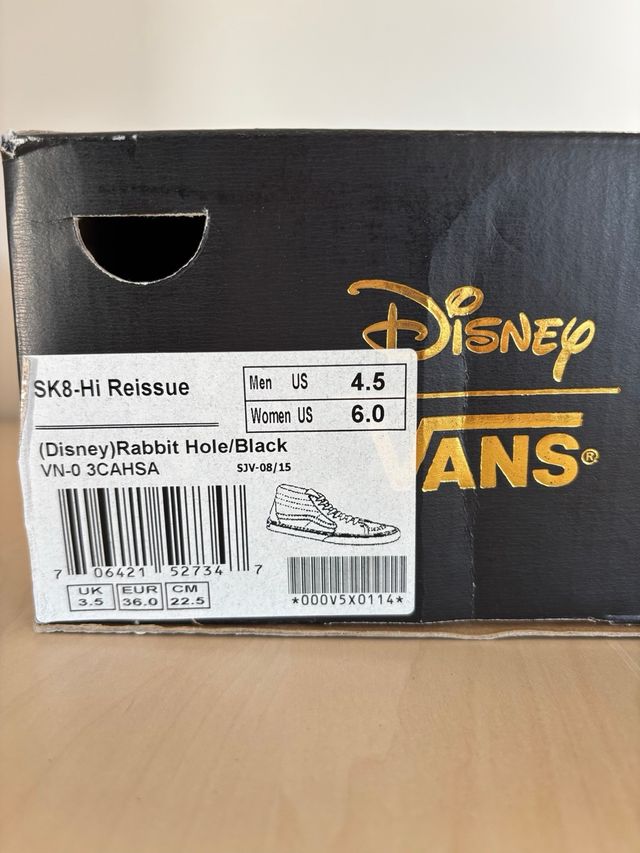 DISNEY
VANS®
SK8-Hi Reissue
Men US 4.5
Women US 6.0
(Disney)Rabbit Hole/Black
VN-0 3CAHSA SJV-08/15
7 06421 52734 7
*000V5X0114*
UK EUR CM
3.5 36.0 22.5